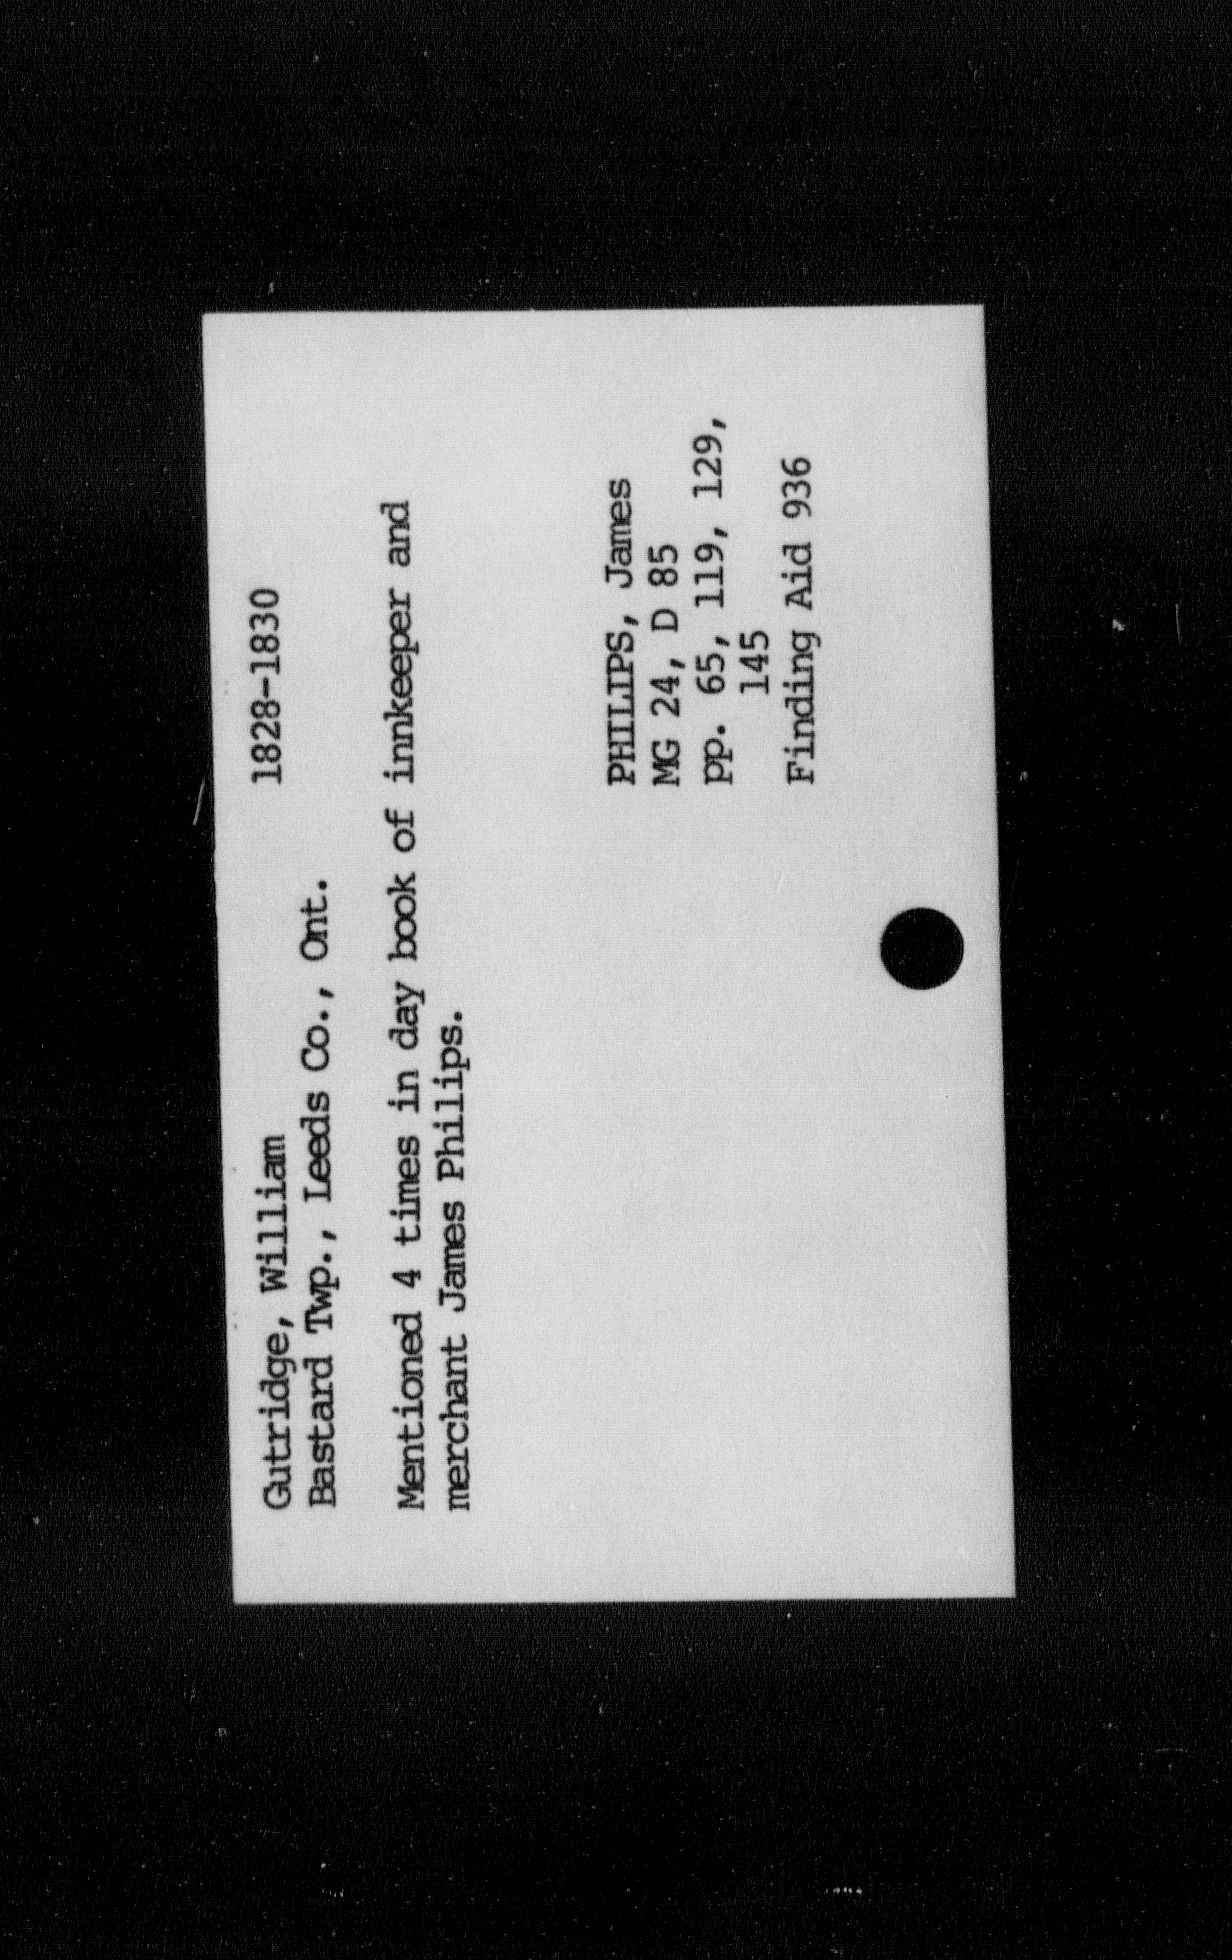 Gutridge, William 1828-1830
Bastard Twp., Leeds Co., Ont.
Mentioned 4 times in day book of innkeeper and
merchant James Philips.
PHILIPS, James
MG 24, D 85
pp. 65, 119, 129,
145
Finding Aid 936